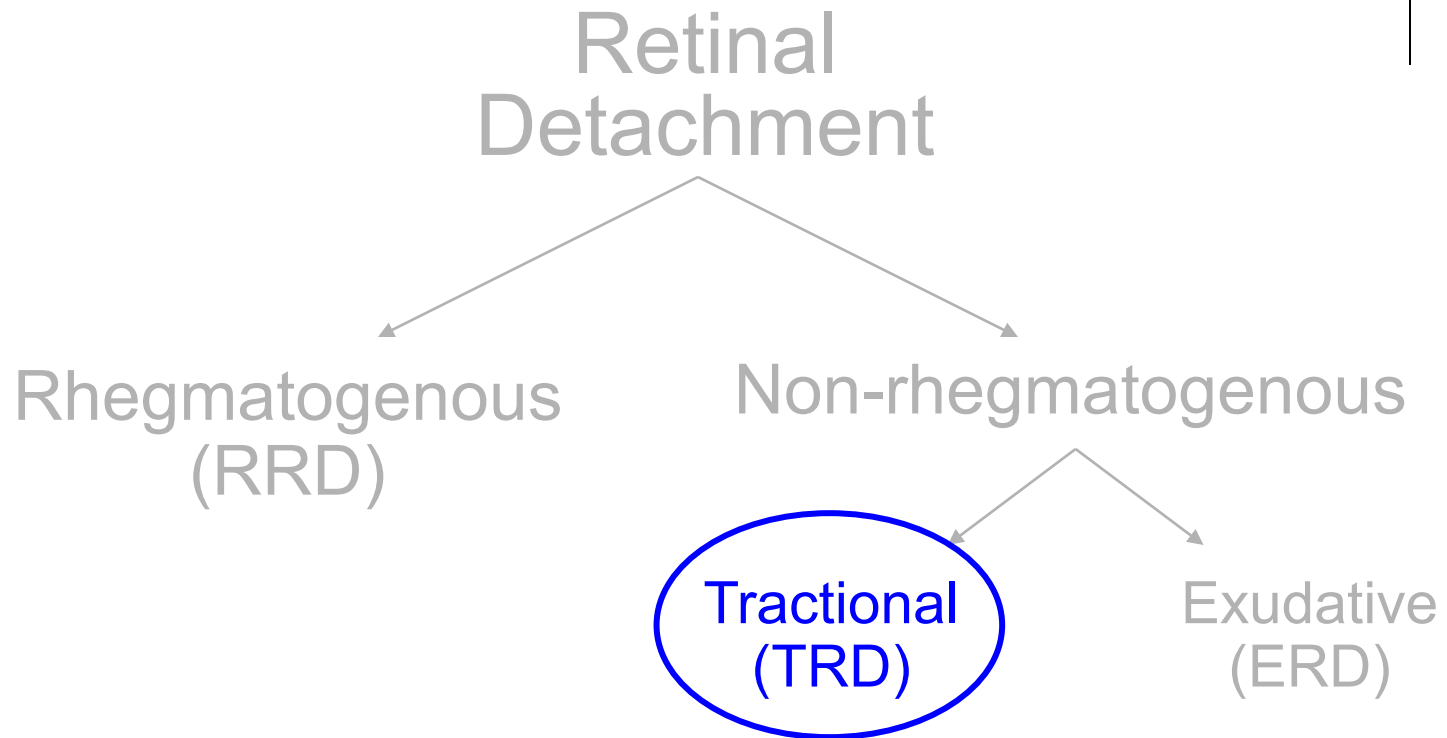 Retinal
Detachment
Rhegmatogenous
(RRD)
Non-rhegmatogenous
Tractional
(TRD)
Exudative
(ERD)